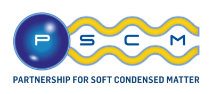 P S C M
PARTNERSHIP FOR SOFT CONDENSED MATTER